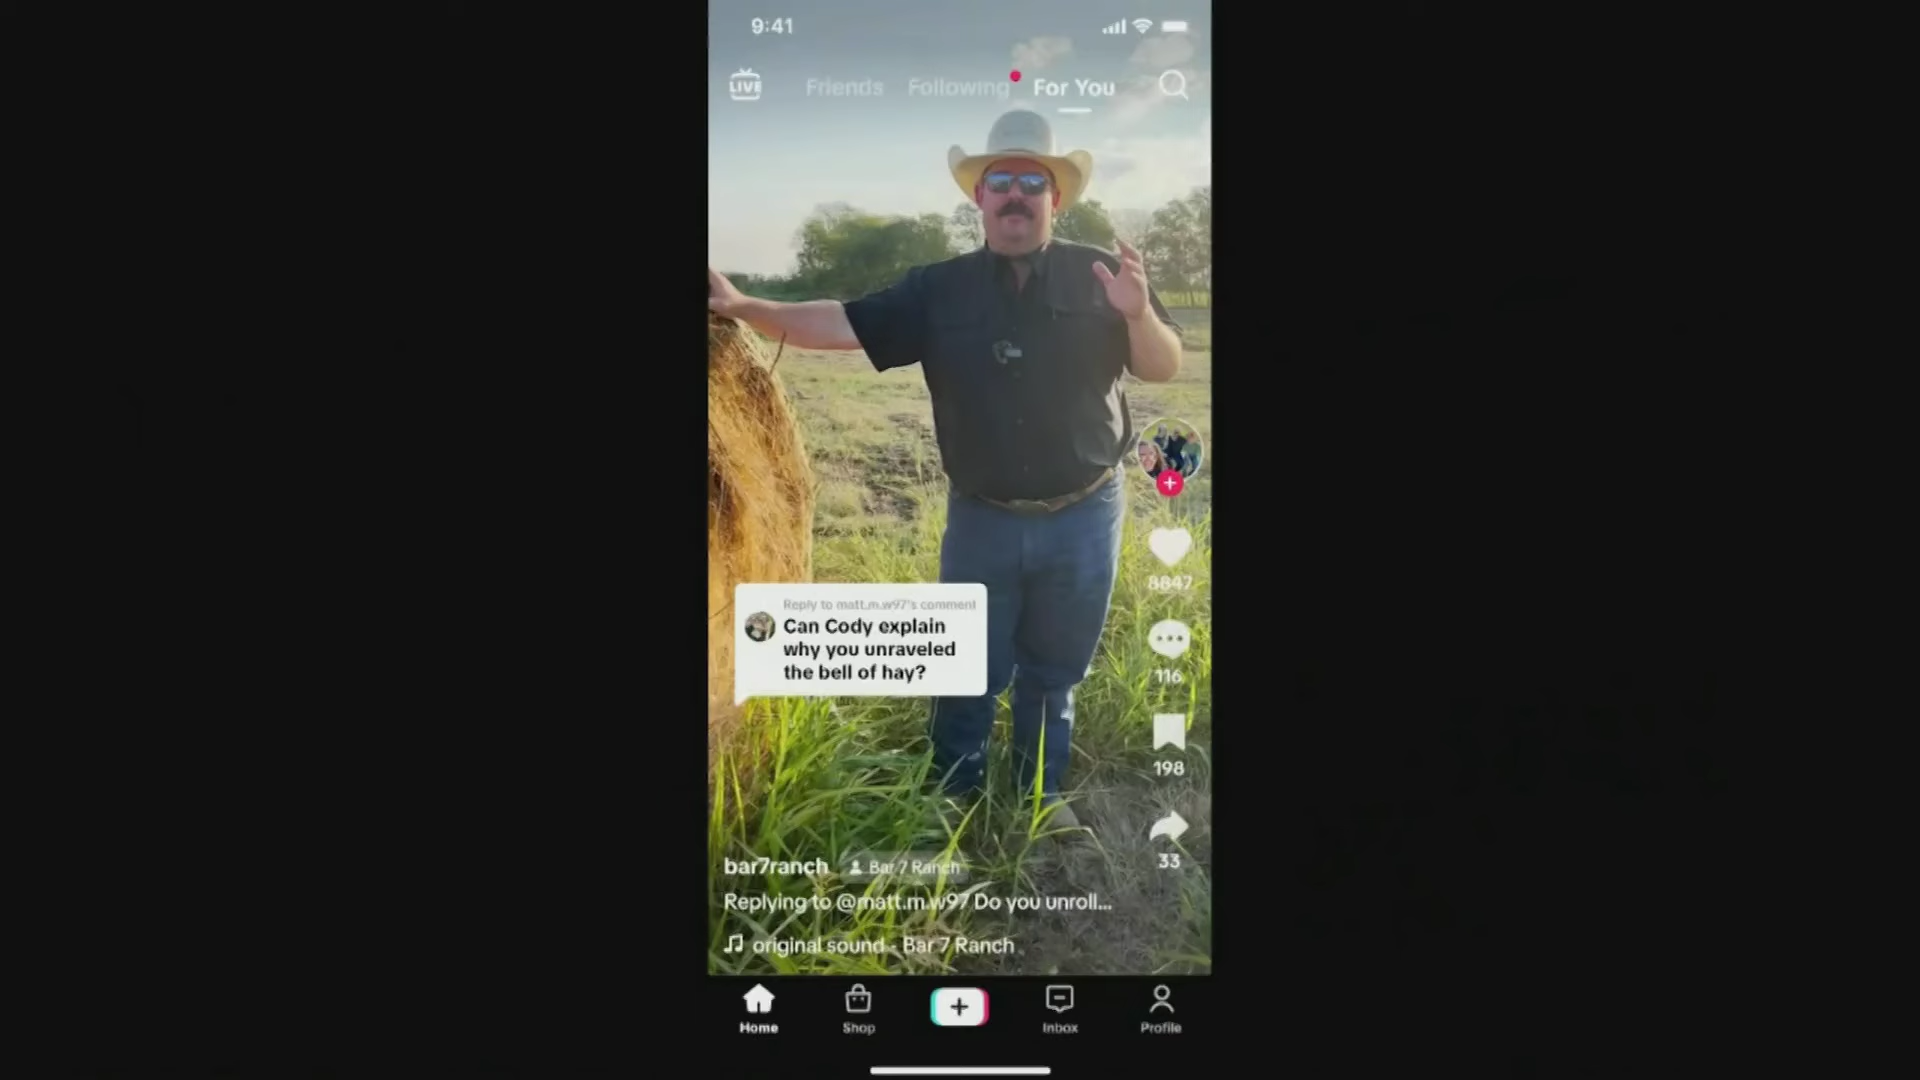 9:41
LIVE
Friends Following For You
Reply to matt.m.w97's comment
Can Cody explain
why you unraveled
the bell of hay?
8847
116
198
33
bar7ranch Bar 7 Ranch
Replying to @matt.m.w97 Do you unroll...
original sound - Bar 7 Ranch
Home Shop Inbox Profile